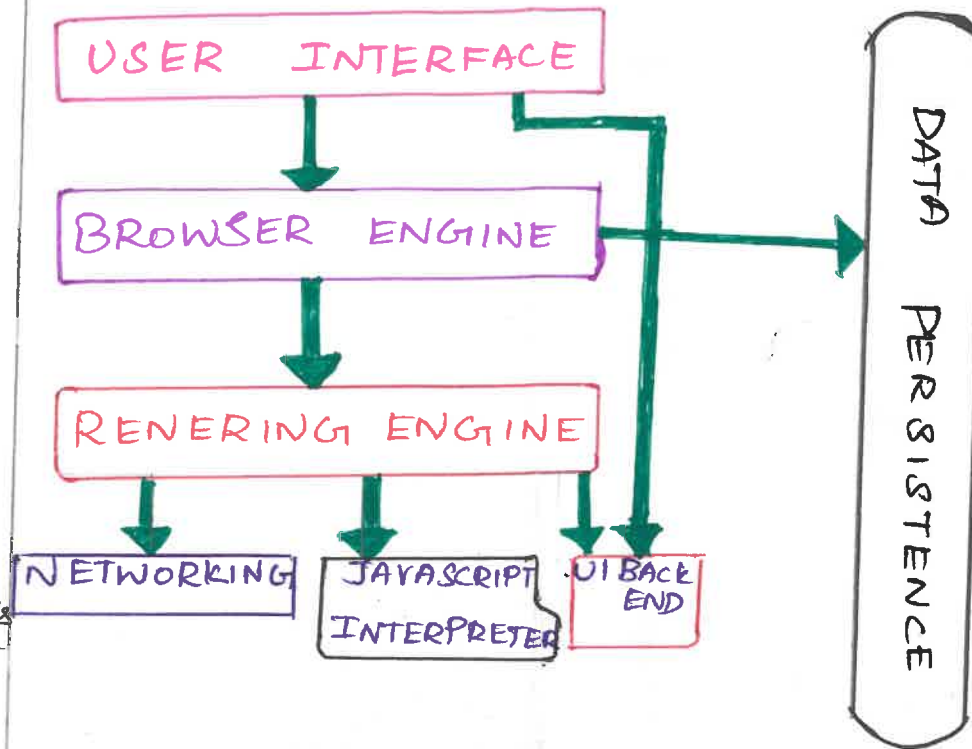 USER INTERFACE
BROWSER ENGINE
RENERING ENGINE
NETWORKING
JAVASCRIPT
INTERPRETER
UI BACK
END
DATA PERSISTENCE